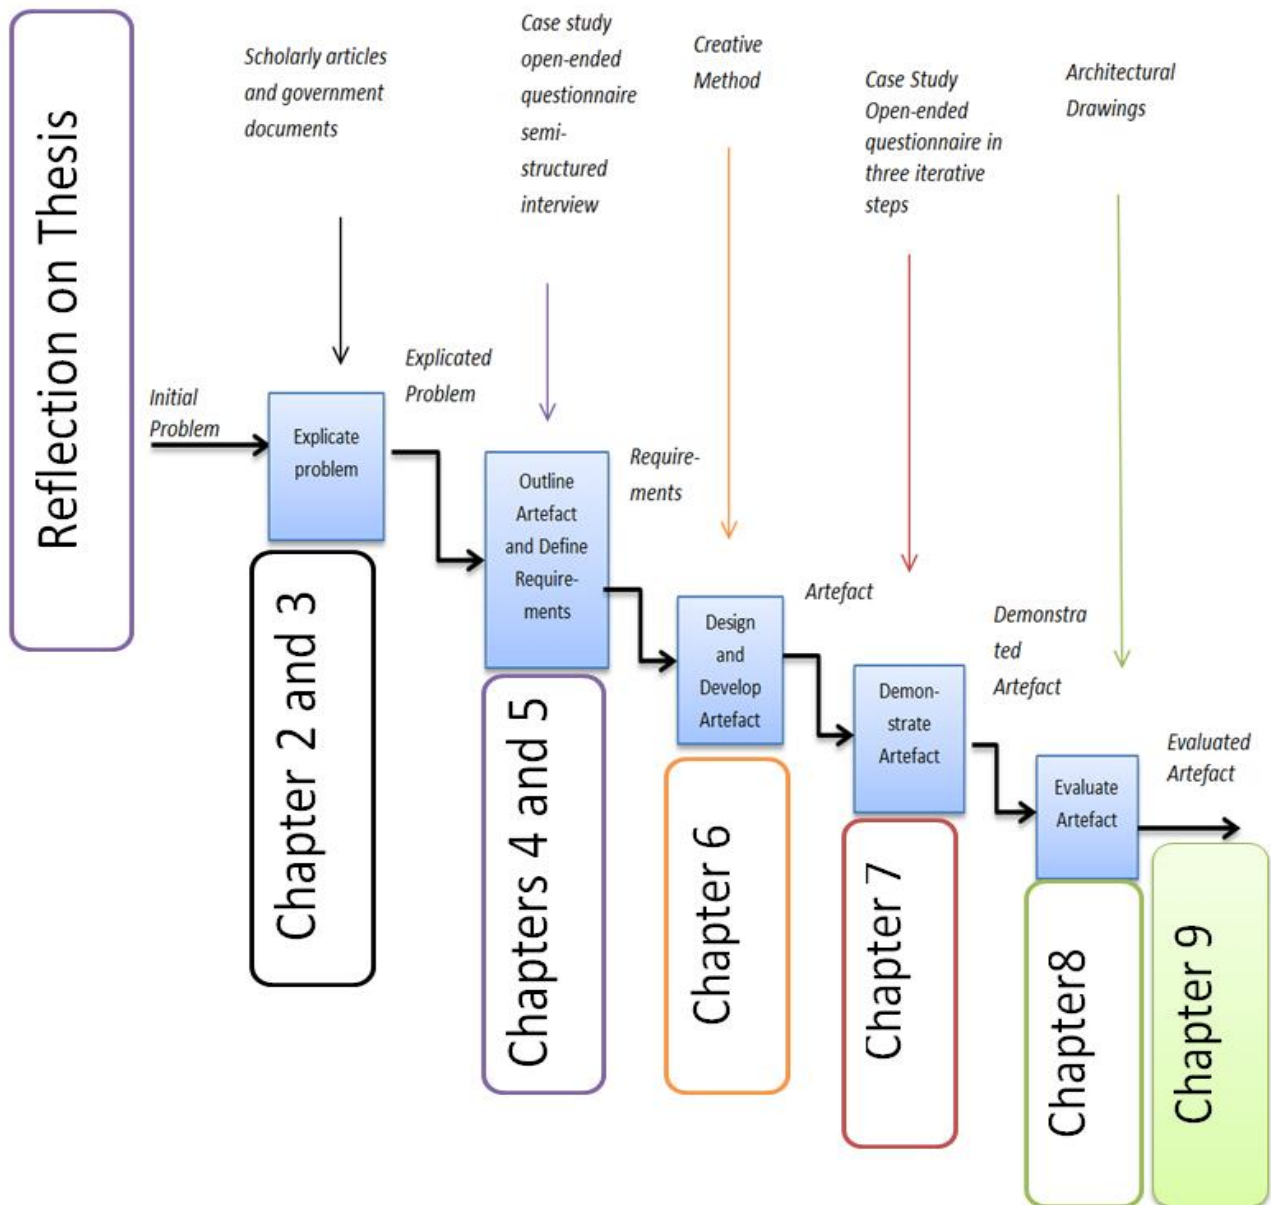 Reflection on Thesis
Scholarly articles
and government
documents
Case study
open-ended
questionnaire
semi-
structured
interview
Creative
Method
Case Study
Open-ended
questionnaire in
three iterative
steps
Architectural
Drawings
Initial
Problem
Explicate
problem
Explicated
Problem
Outline
Artefact
and Define
Require-
ments
Require-
ments
Design
and
Develop
Artefact
Artefact
Demon-
strate
Artefact
Demonstra
ted
Artefact
Evaluate
Artefact
Evaluated
Artefact
Chapter 2 and 3
Chapters 4 and 5
Chapter 6
Chapter 7
Chapter8
Chapter 9